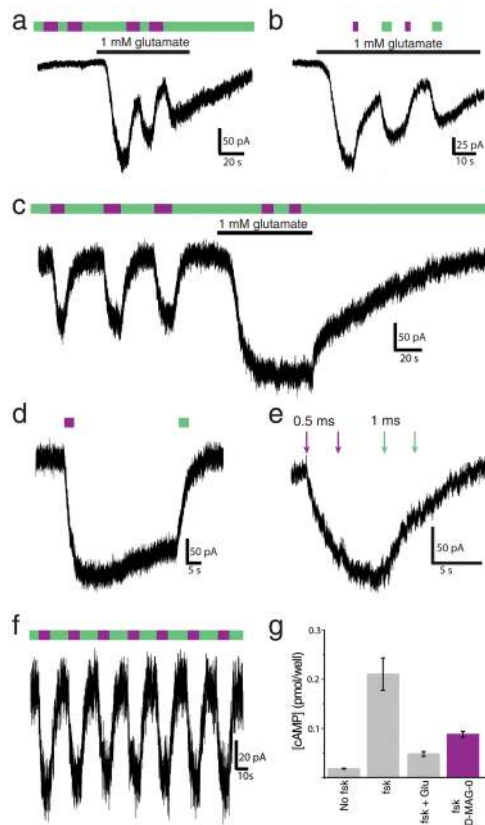 a
1 mM glutamate
50 pA
20 s
b
1 mM glutamate
25 pA
10 s
c
1 mM glutamate
50 pA
20 s
d
50 pA
5 s
e
0.5 ms 1 ms
50 pA
5 s
f
20 pA
10s
g
[cAMP] (pmol/well)
0.3
0.2
0.1
0
No fsk
fsk
fsk + Glu
fsk
D-MAG-0